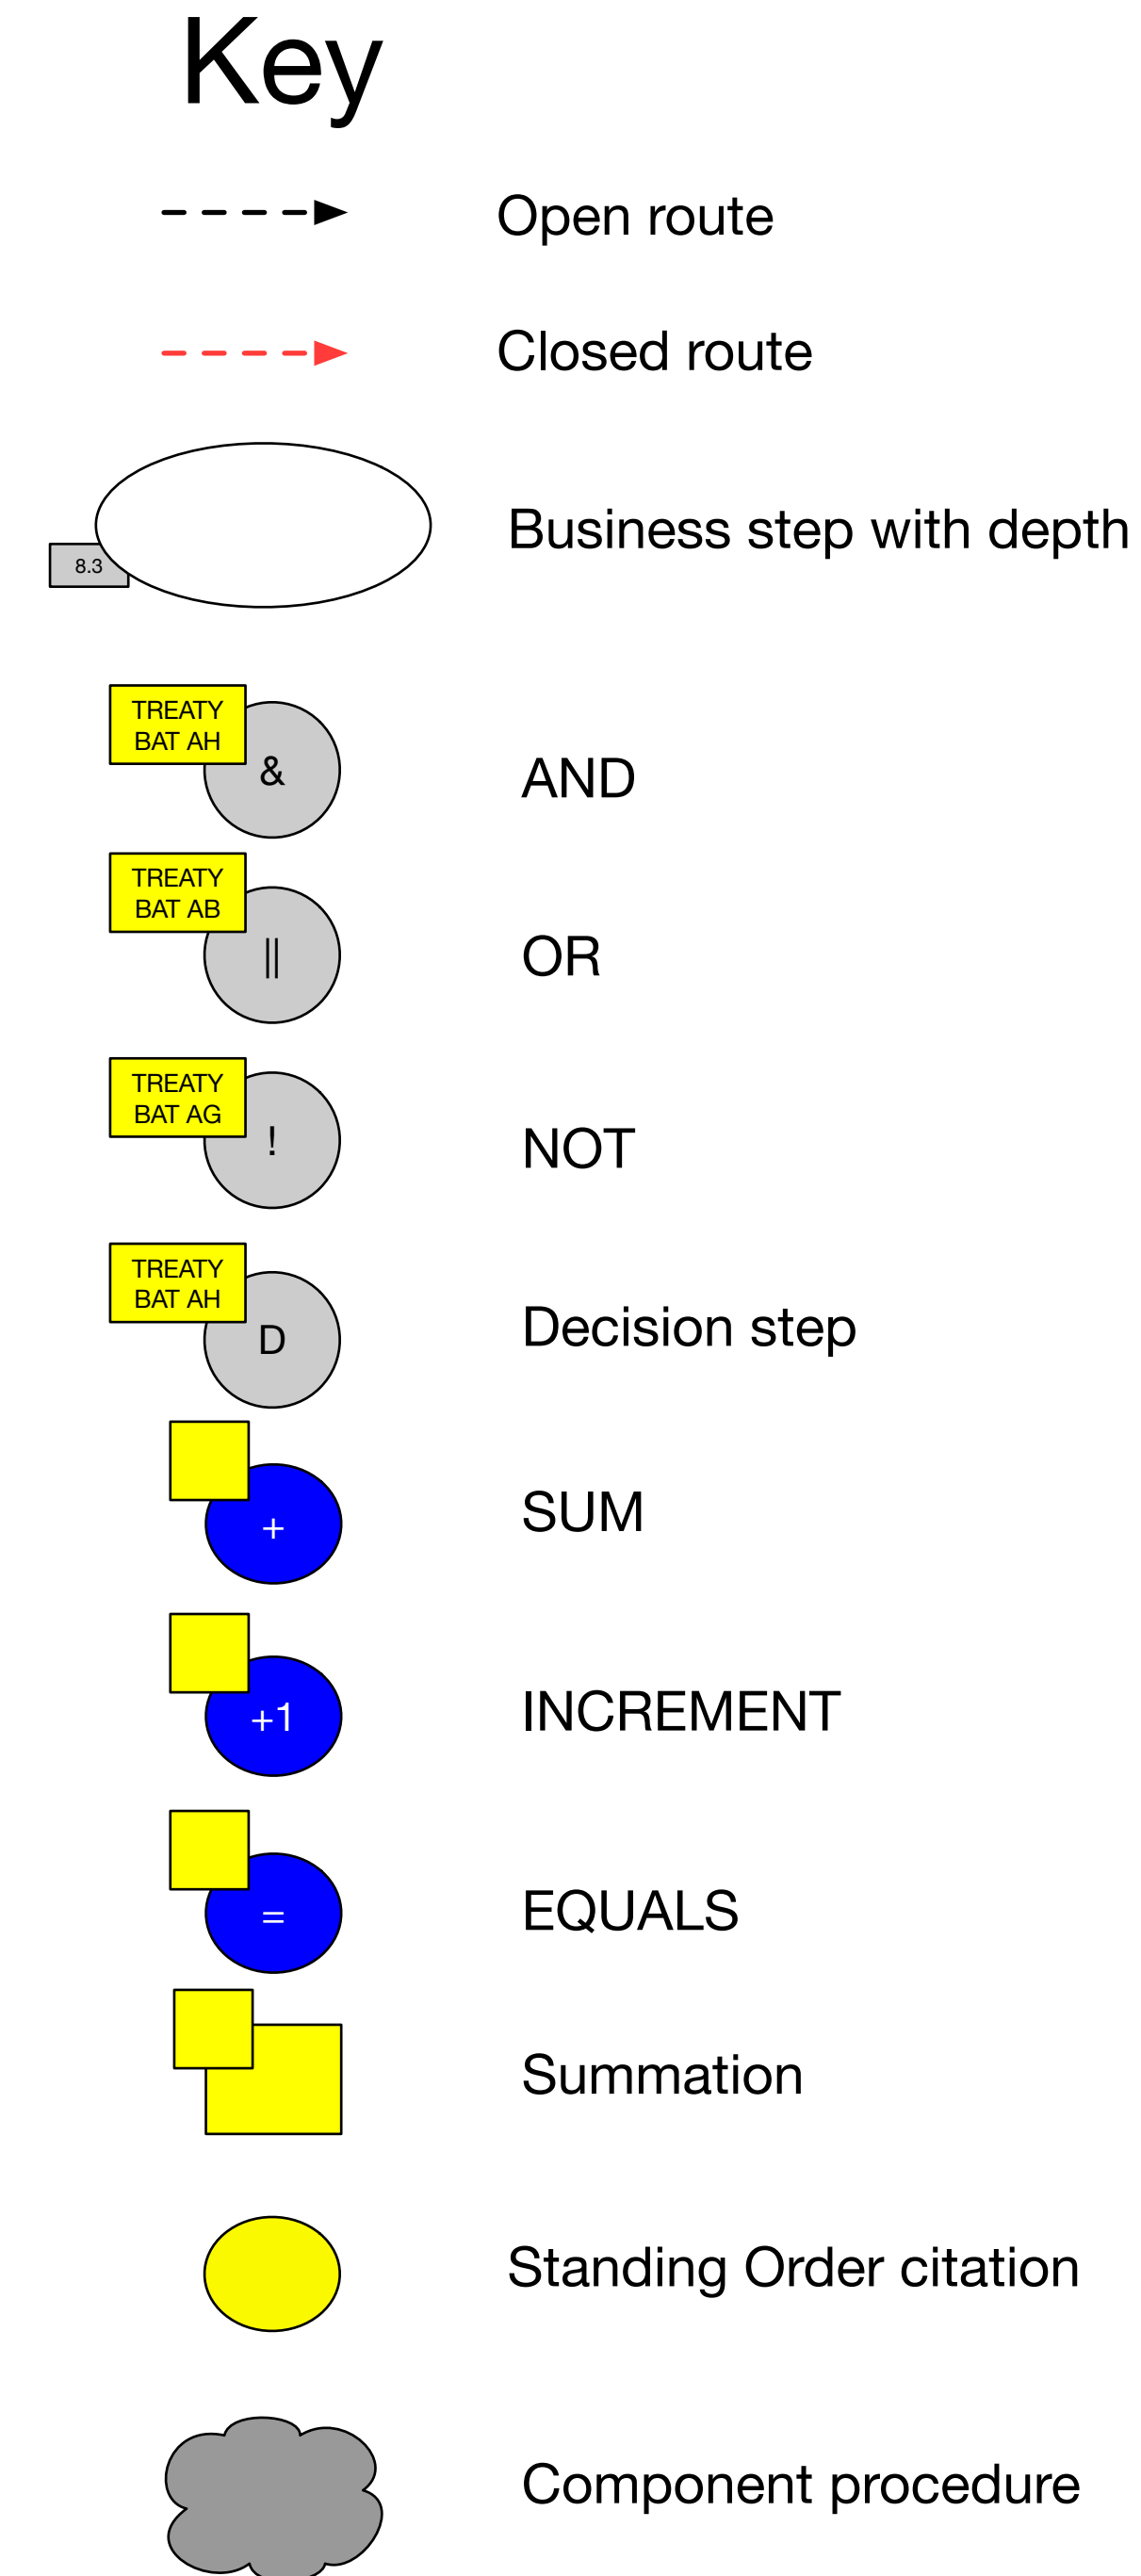 Key
Open route
Closed route
Business step with depth
8.3
TREATY
BAT AH
&
AND
TREATY
BAT AB
||
OR
TREATY
BAT AG
!
NOT
TREATY
BAT AH
D
Decision step
+
SUM
+1
INCREMENT
=
EQUALS
Summation
Standing Order citation
Component procedure